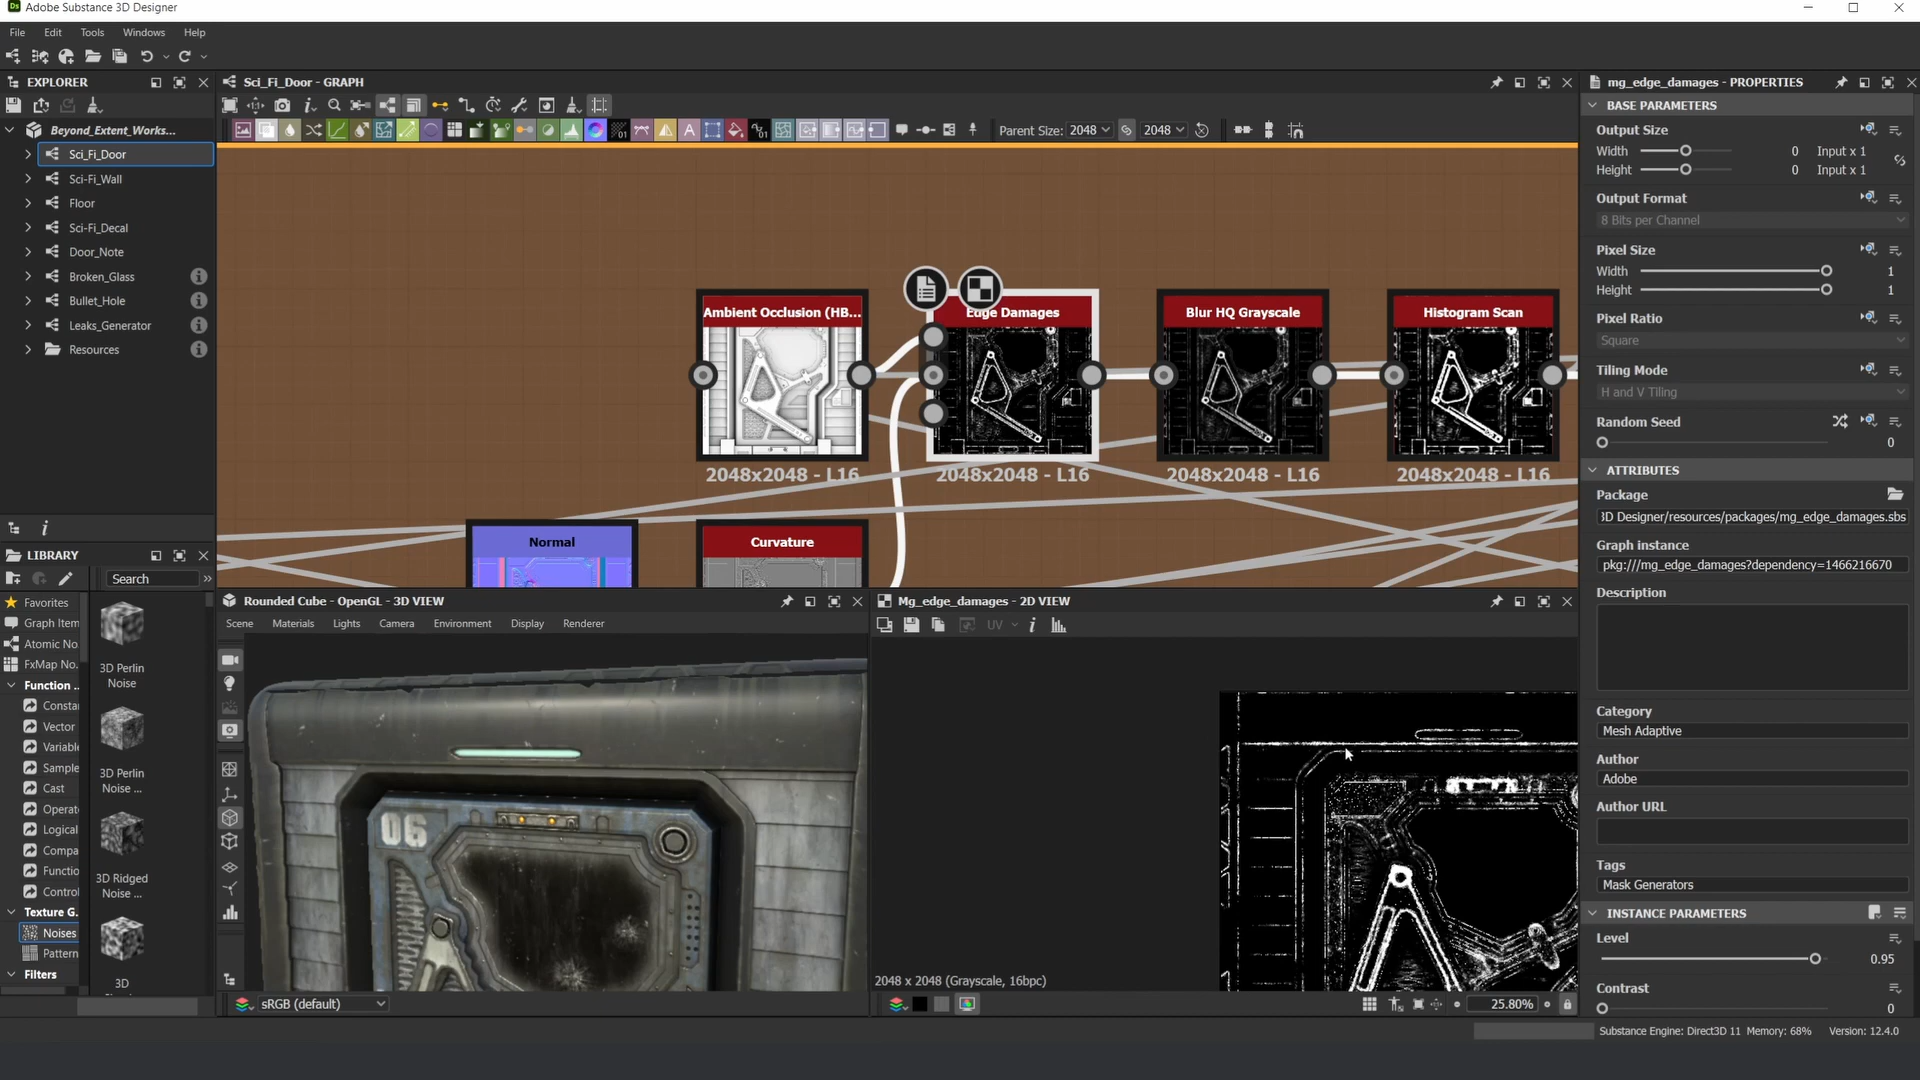 Ds Adobe Substance 3D Designer
File Edit Tools Windows Help
EXPLORER
Beyond_Extent_Works...
Sci_Fi_Door
Sci-Fi_Wall
Floor
Sci-Fi_Decal
Door_Note
Broken_Glass
Bullet_Hole
Leaks_Generator
Resources
LIBRARY
Search
Favorites
Graph Item
Atomic No
FxMap No.
Function ..
Consta
Vector
Variable
Sample
Cast
Operato
Logical
Compa
Functio
Control
Texture G.
Noises
Pattern
Filters
3D Perlin
Noise
3D Perlin
Noise ...
3D Ridged
Noise ...
3D
Sci_Fi_Door - GRAPH
Parent Size: 2048 2048
Ambient Occlusion (HB...
Edge Damages
Blur HQ Grayscale
Histogram Scan
2048x2048 - L16
2048x2048 - L16
2048x2048 - L16
2048x2048 - L16
Normal
Curvature
Rounded Cube - OpenGL - 3D VIEW
Scene Materials Lights Camera Environment Display Renderer
06
sRGB (default)
Mg_edge_damages - 2D VIEW
UV
2048 x 2048 (Grayscale, 16bpc)
25.80%
mg_edge_damages - PROPERTIES
BASE PARAMETERS
Output Size
Width 0 Input x 1
Height 0 Input x 1
Output Format
8 Bits per Channel
Pixel Size
Width 1
Height 1
Pixel Ratio
Square
Tiling Mode
H and V Tiling
Random Seed
0
ATTRIBUTES
Package
3D Designer/resources/packages/mg_edge_damages.sbs
Graph instance
pkg:///mg_edge_damages?dependency=1466216670
Description
Category
Mesh Adaptive
Author
Adobe
Author URL
Tags
Mask Generators
INSTANCE PARAMETERS
Level
0.95
Contrast
0
Substance Engine: Direct3D 11 Memory: 68% Version: 12.4.0